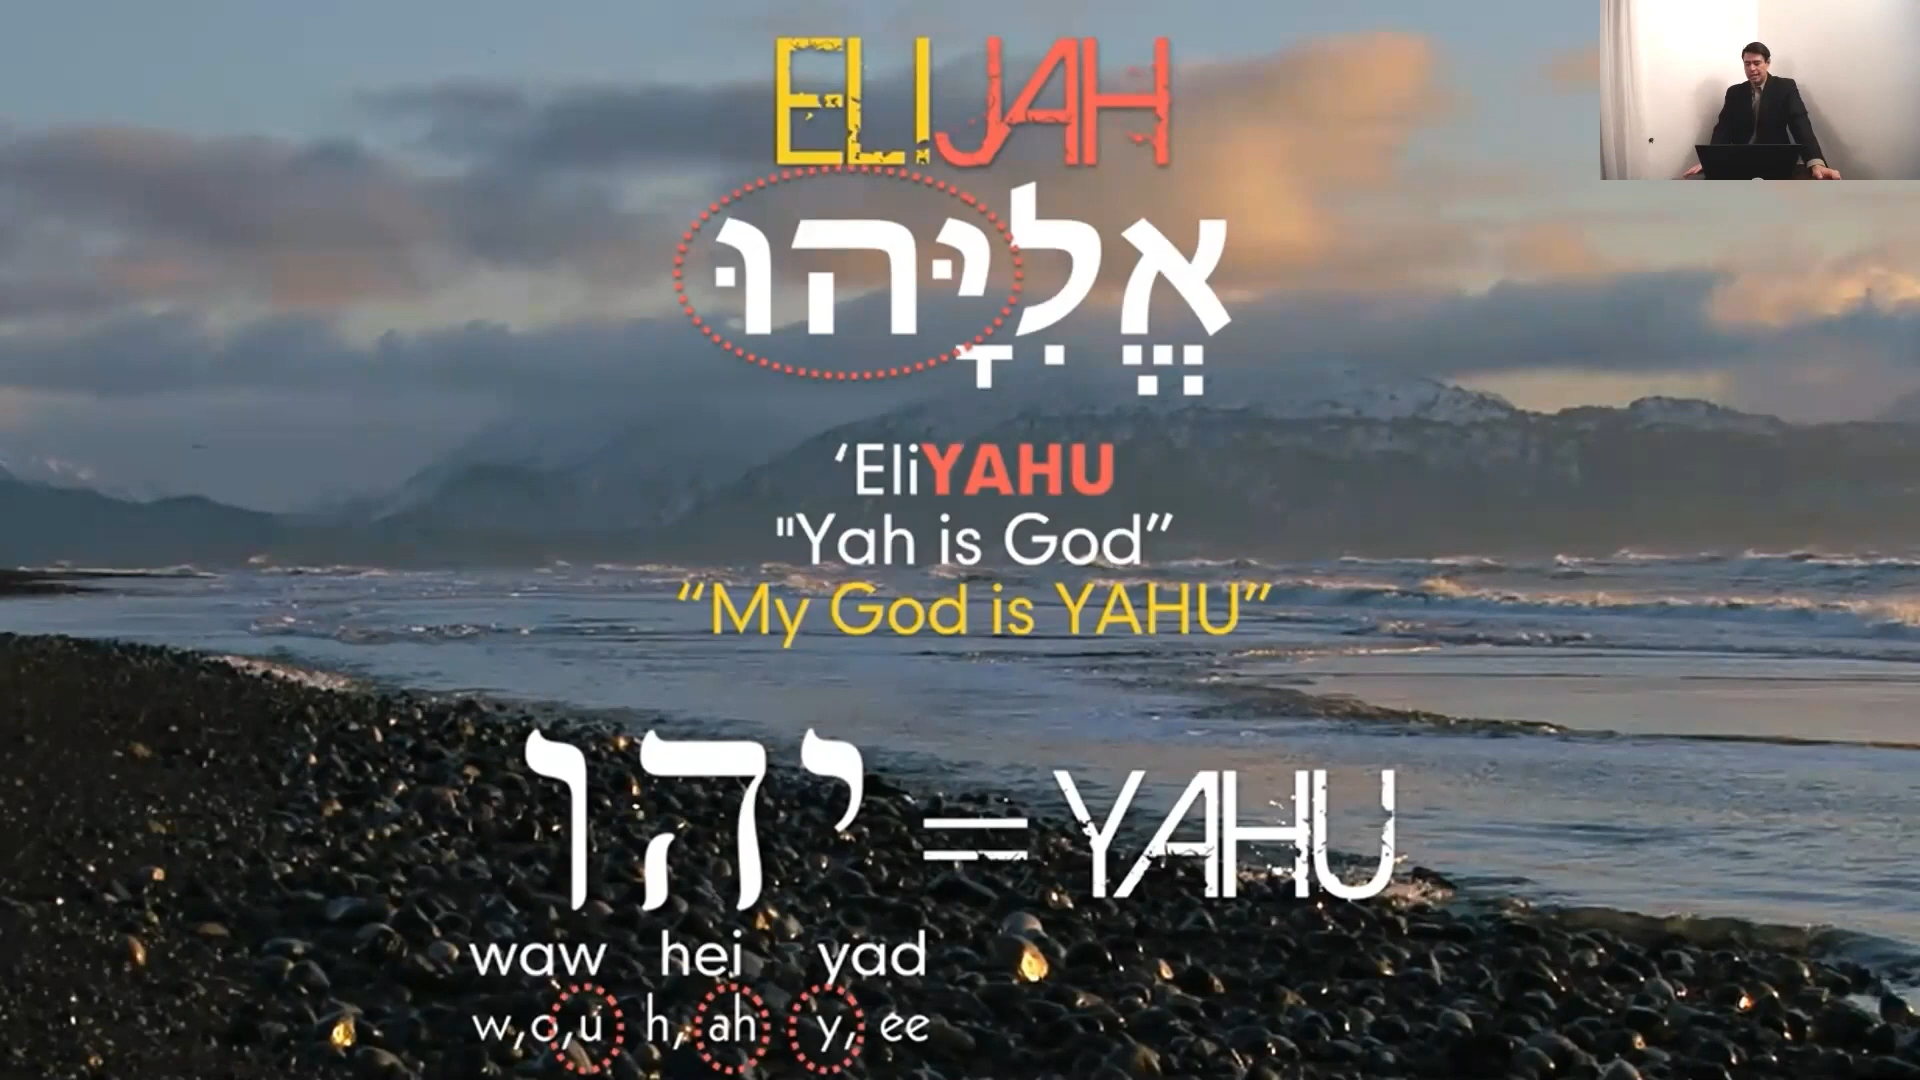 ELIJAH
אֱלִיָּהוּ
‘EliYAHU
"Yah is God”
“My God is YAHU”
יהו = YAHU
waw hei yad
w,o,u h, ah y, ee